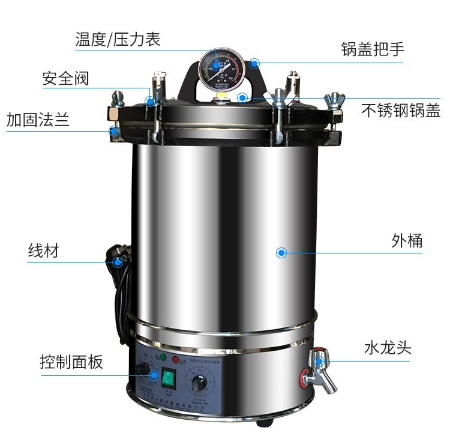 温度/压力表
锅盖把手
安全阀
不锈钢锅盖
加固法兰
线材
外桶
水龙头
控制面板